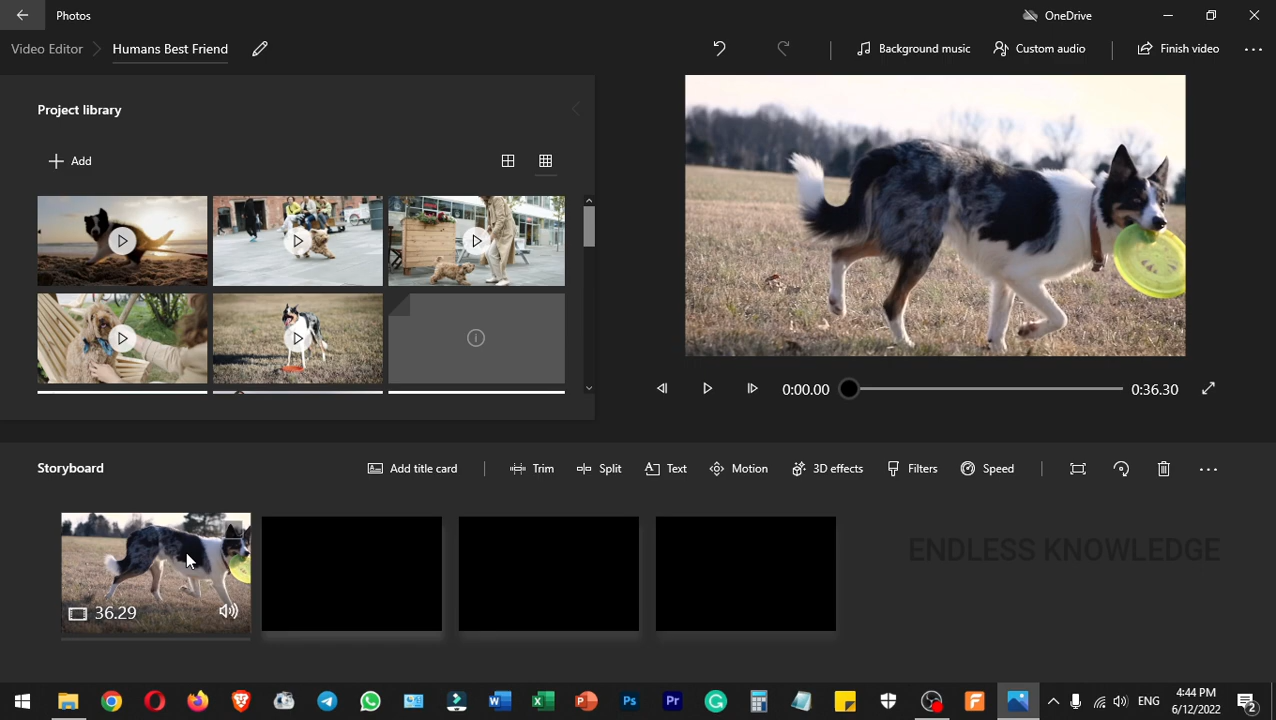 Photos
OneDrive
Video Editor
Humans Best Friend
Background music
Custom audio
Finish video
Project library
Add
0:00.00
0:36.30
Storyboard
Add title card
Trim
Split
Text
Motion
3D effects
Filters
Speed
36.29
ENDLESS KNOWLEDGE
ENG
4:44 PM
6/12/2022
2